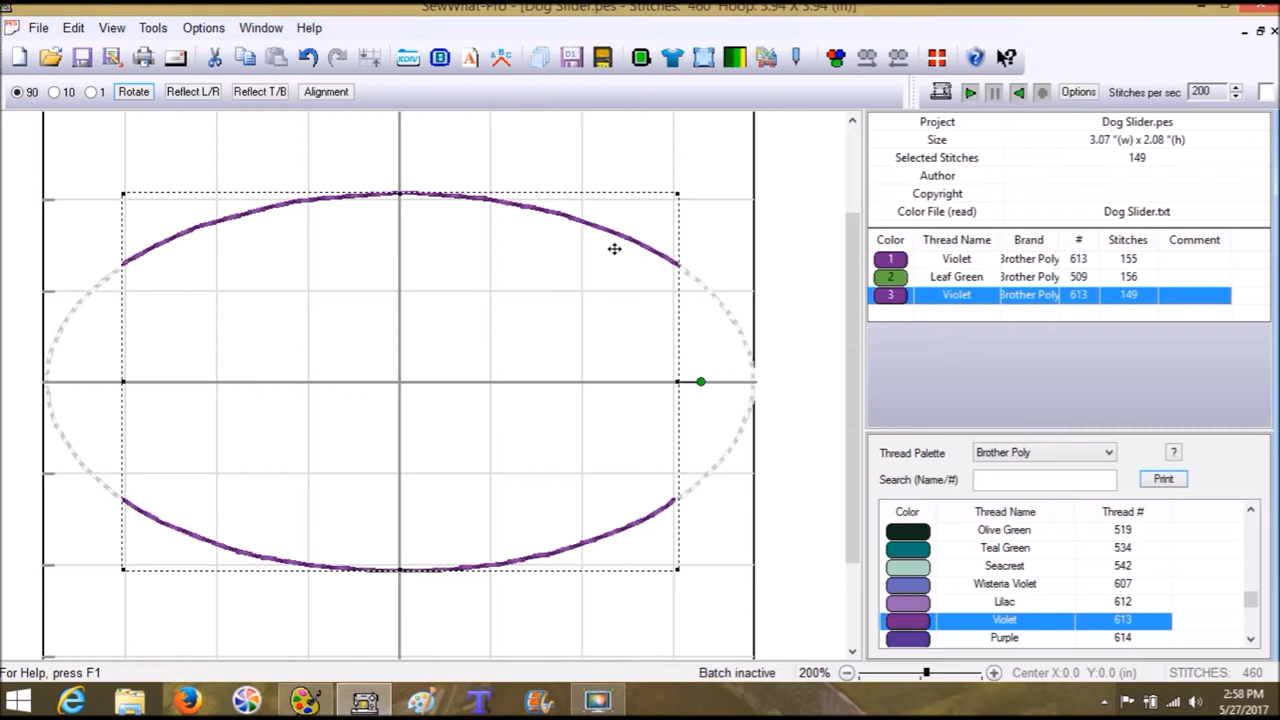 SewWhat-Pro - [Dog Slider.pes - Stitches: 460 Hoop: 3.94 X 3.94 (in)]
File Edit View Tools Options Window Help
90 10 1 Rotate Reflect L/R Reflect T/B Alignment Options Stitches per sec 200
Project Dog Slider.pes
Size 3.07 "(w) x 2.08 "(h)
Selected Stitches 149
Author
Copyright
Color File (read) Dog Slider.txt
Color Thread Name Brand # Stitches Comment
1 Violet Brother Poly 613 155
2 Leaf Green Brother Poly 509 156
3 Violet Brother Poly 613 149
Thread Palette Brother Poly ?
Search (Name/#) Print
Color Thread Name Thread #
Olive Green 519
Teal Green 534
Seacrest 542
Wisteria Violet 607
Lilac 612
Violet 613
Purple 614
For Help, press F1 Batch inactive 200% Center X:0.0 Y:0.0 (in) STITCHES: 460
2:58 PM
5/27/2017